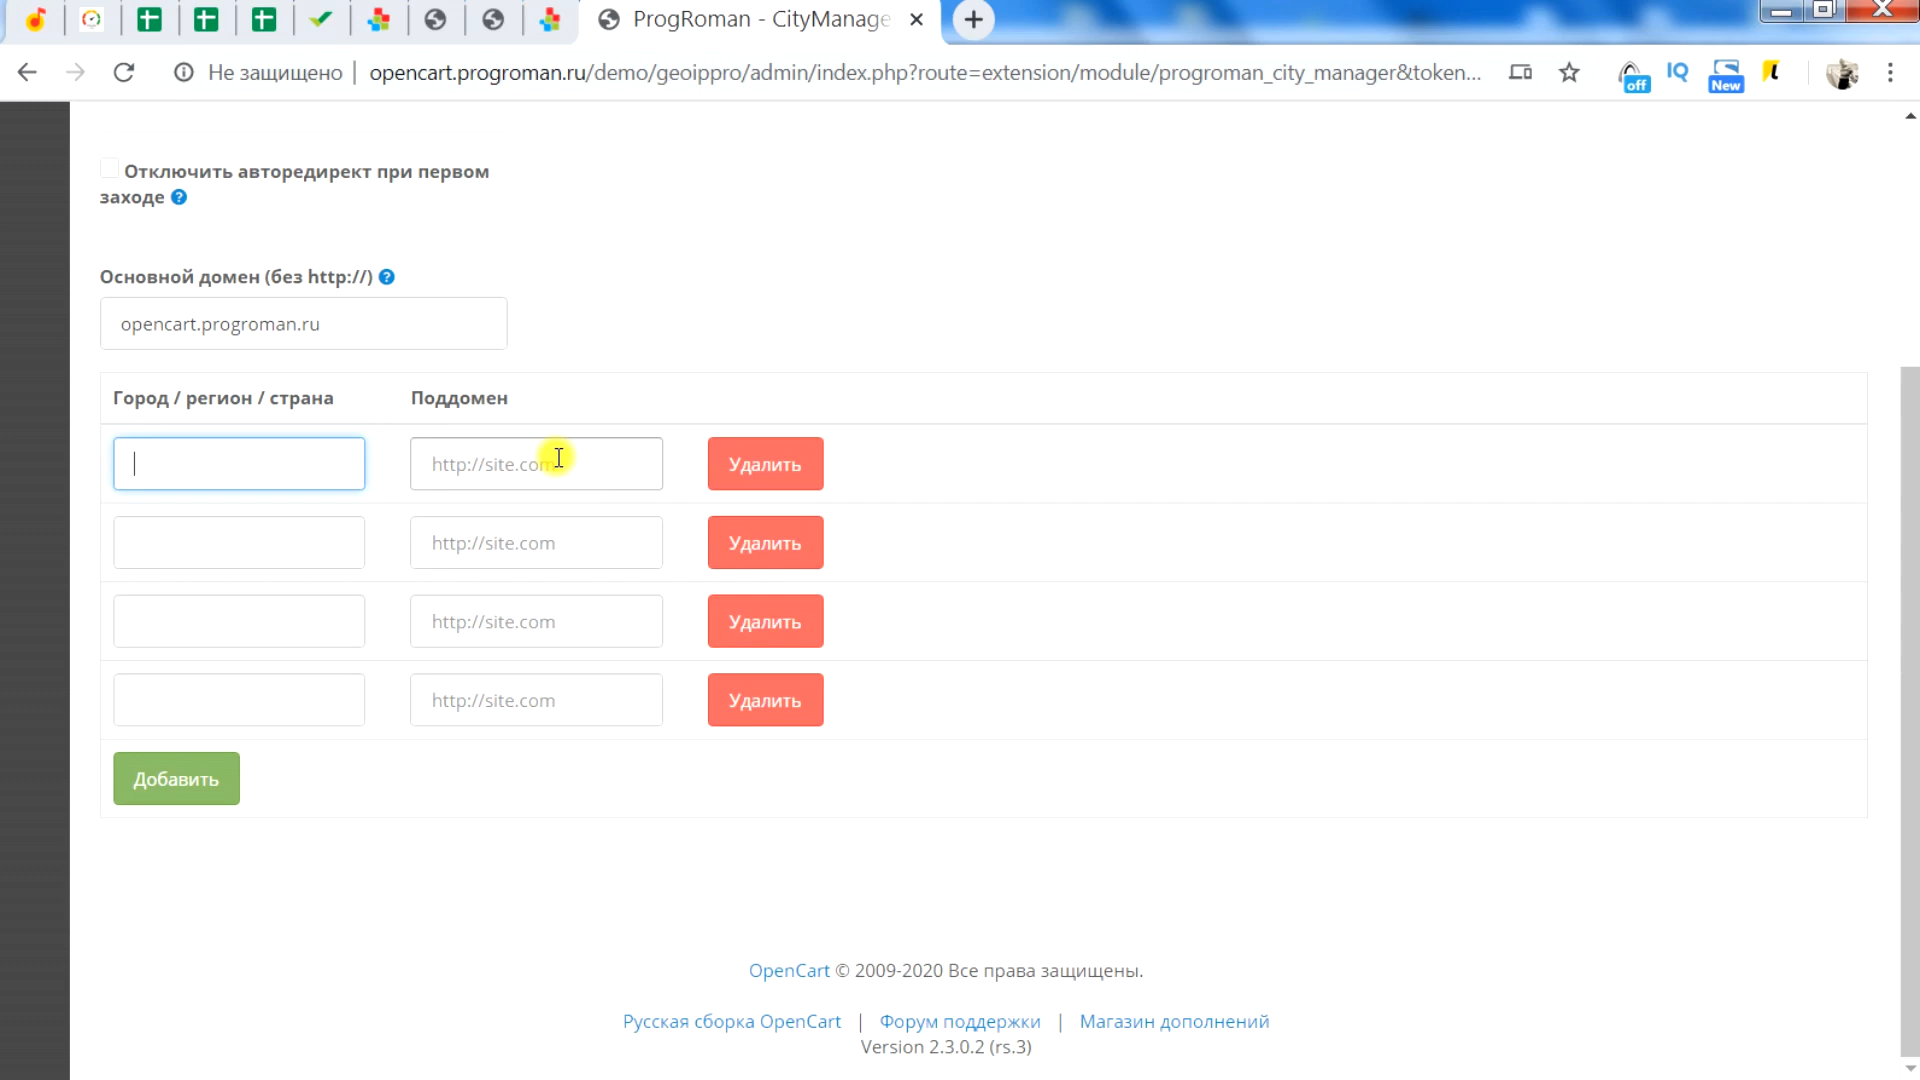 ProgRoman - CityManage
Не защищено | opencart.progroman.ru/demo/geoippro/admin/index.php?route=extension/module/progroman_city_manager&token...
off
IQ
New
Отключить авторедирект при первом
заходе ?
Основной домен (без http://) ?
opencart.progroman.ru
Город / регион / страна Поддомен
http://site.com Удалить
http://site.com Удалить
http://site.com Удалить
http://site.com Удалить
Добавить
OpenCart © 2009-2020 Все права защищены.
Русская сборка OpenCart | Форум поддержки | Магазин дополнений
Version 2.3.0.2 (rs.3)